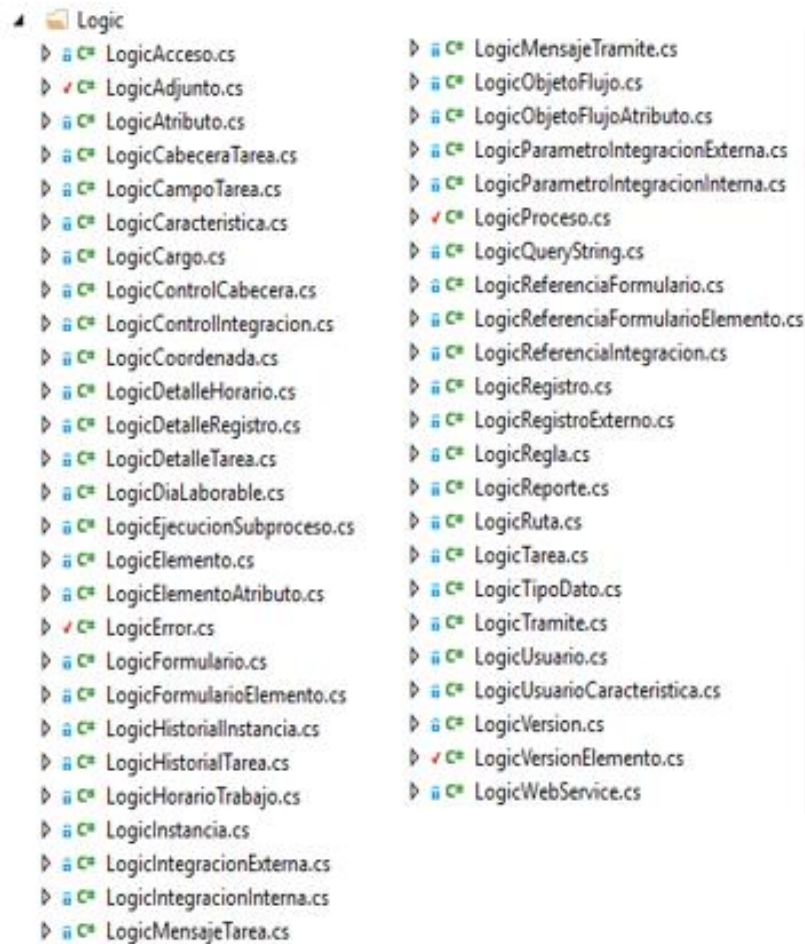 Logic
C# LogicAcceso.cs
C# LogicAdjunto.cs
C# LogicAtributo.cs
C# LogicCabeceraTarea.cs
C# LogicCampoTarea.cs
C# LogicCaracteristica.cs
C# LogicCargo.cs
C# LogicControlCabecera.cs
C# LogicControlIntegracion.cs
C# LogicCoordenada.cs
C# LogicDetalleHorario.cs
C# LogicDetalleRegistro.cs
C# LogicDetalleTarea.cs
C# LogicDiaLaborable.cs
C# LogicEjecucionSubproceso.cs
C# LogicElemento.cs
C# LogicElementoAtributo.cs
C# LogicError.cs
C# LogicFormulario.cs
C# LogicFormularioElemento.cs
C# LogicHistorialInstancia.cs
C# LogicHistorialTarea.cs
C# LogicHorarioTrabajo.cs
C# LogicInstancia.cs
C# LogicIntegracionExterna.cs
C# LogicIntegracionInterna.cs
C# LogicMensajeTarea.cs
C# LogicMensajeTramite.cs
C# LogicObjetoFlujo.cs
C# LogicObjetoFlujoAtributo.cs
C# LogicParametroIntegracionExterna.cs
C# LogicParametroIntegracionInterna.cs
C# LogicProceso.cs
C# LogicQueryString.cs
C# LogicReferenciaFormulario.cs
C# LogicReferenciaFormularioElemento.cs
C# LogicReferenciaIntegracion.cs
C# LogicRegistro.cs
C# LogicRegistroExterno.cs
C# LogicRegla.cs
C# LogicReporte.cs
C# LogicRuta.cs
C# LogicTarea.cs
C# LogicTipoDato.cs
C# LogicTramite.cs
C# LogicUsuario.cs
C# LogicUsuarioCaracteristica.cs
C# LogicVersion.cs
C# LogicVersionElemento.cs
C# LogicWebService.cs